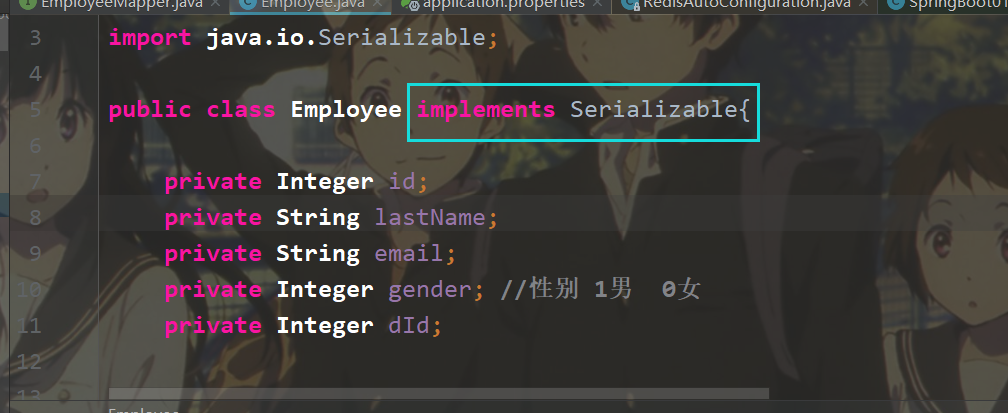 EmployeeMapper.java × Employee.java × application.properties × RedisAutoConfiguration.java × SpringBoot01
3 import java.io.Serializable;
4
5 public class Employee implements Serializable{
6
7 private Integer id;
8 private String lastName;
9 private String email;
10 private Integer gender; //性别 1男 0女
11 private Integer dId;
12
13
Employee